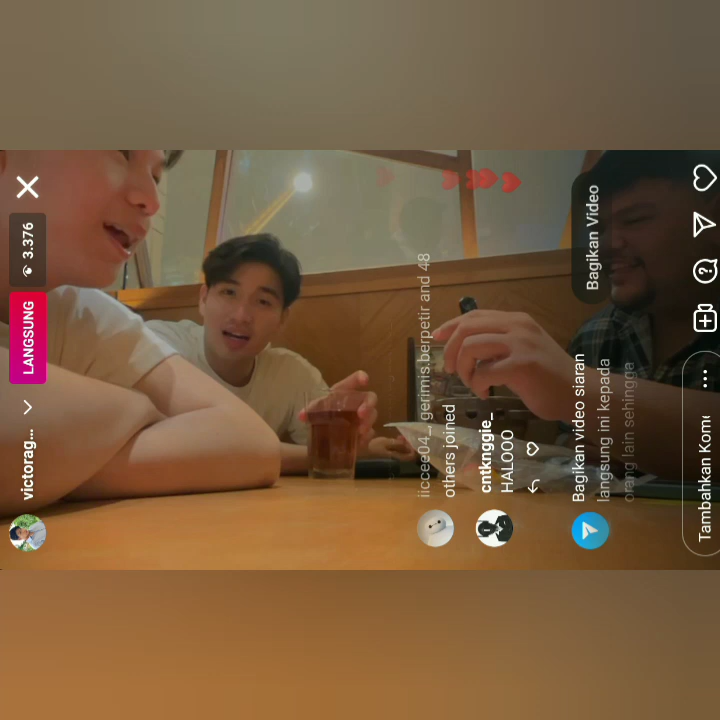 victorag...
LANGSUNG
3.376
iiccee04_, gerimis.berpetir and 48
others joined
cntknggie_
HALOOO
Bagikan video siaran
langsung ini kepada
orang lain sehingga
Bagikan Video
Tambahkan Kom